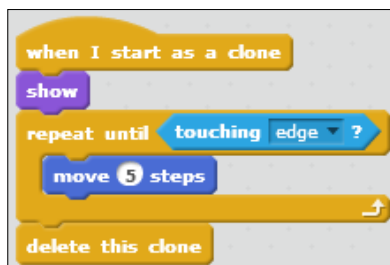 when I start as a clone
show
repeat until touching edge ?
move 5 steps
delete this clone